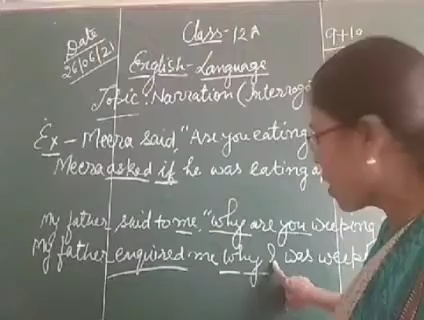 Date
26/06/21
Class-12A
9+10
English-Language
Topic: Narration (Interrog
Ex - Meera said, "Are you eating
Meera asked if he was eating a
My father said to me, "why are you weeping
My father enquired me why I was weep